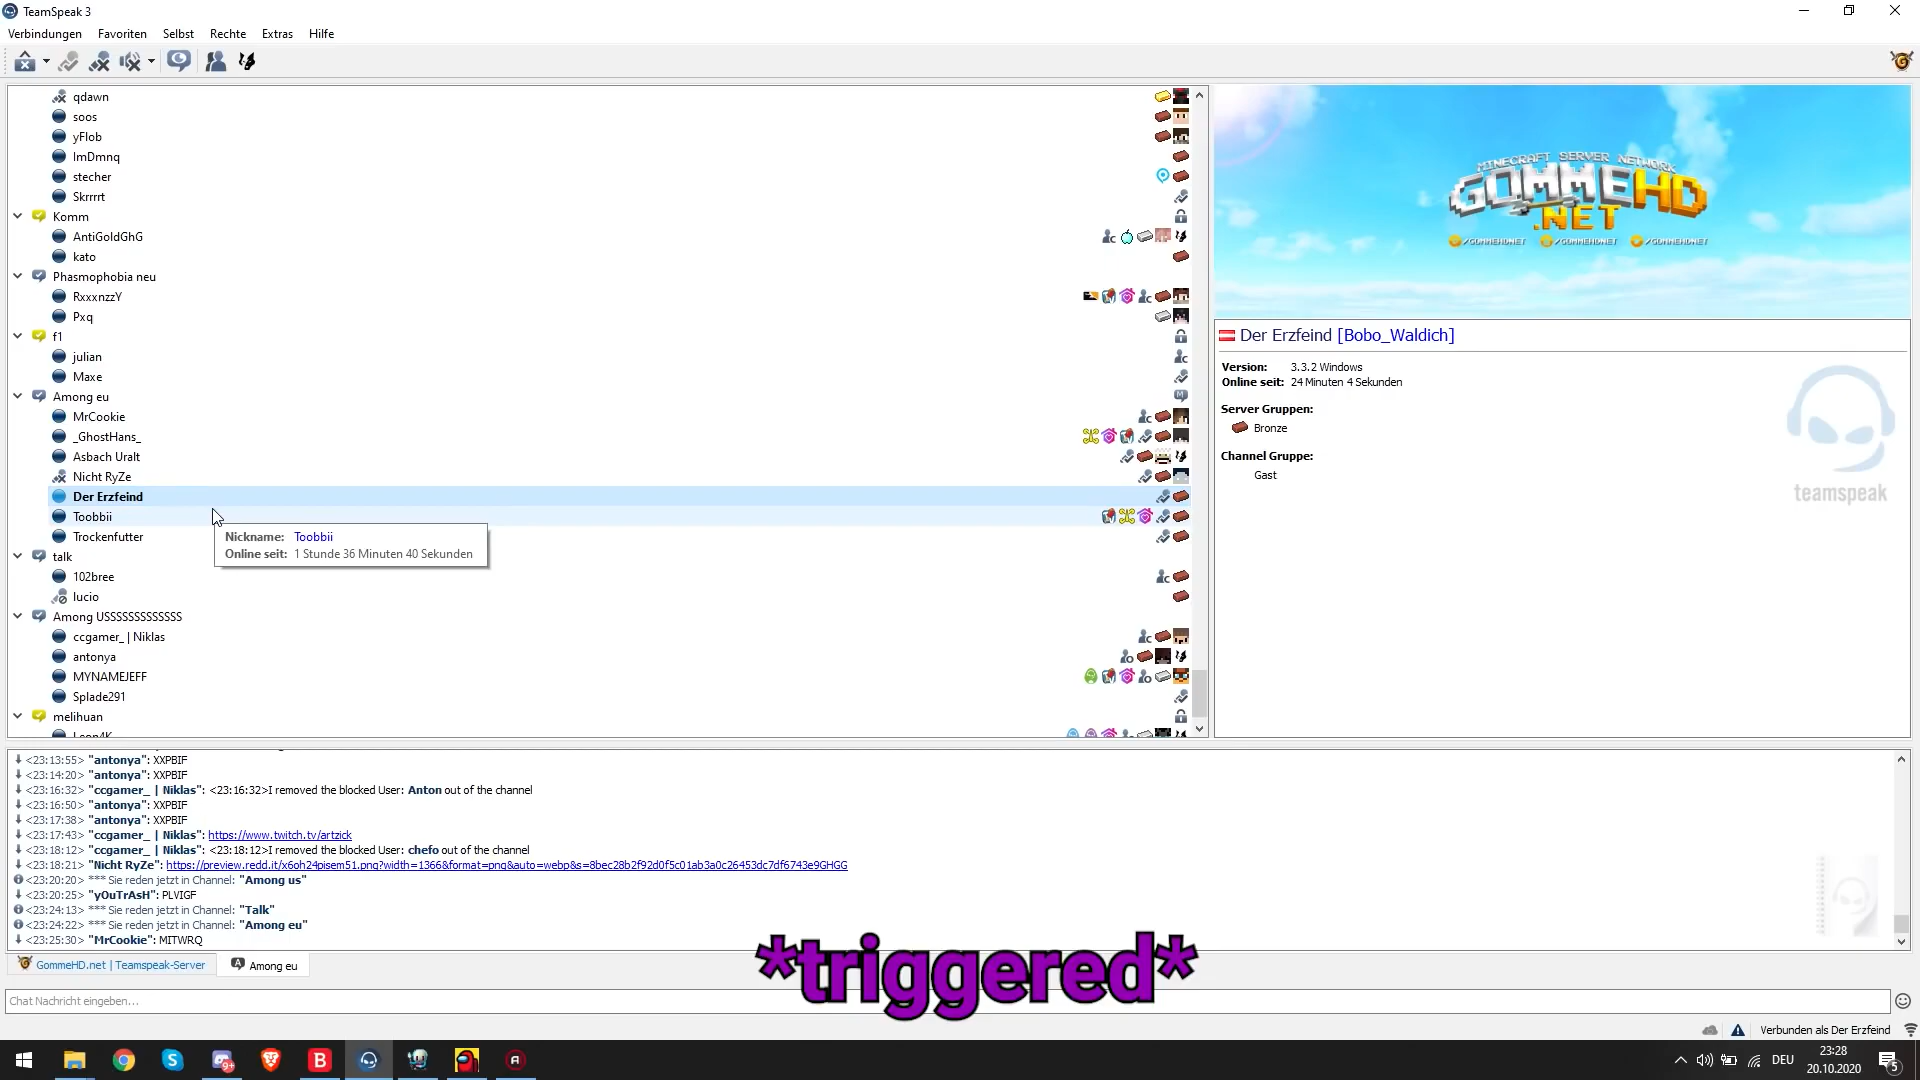 TeamSpeak 3
Verbindungen Favoriten Selbst Rechte Extras Hilfe
qdawn
soos
yFlob
ImDmnq
stecher
Skrrrrt
Komm
AntiGoldGhG
kato
Phasmophobia neu
RxxxnzzY
Pxq
f1
julian
Maxe
Among eu
MrCookie
_GhostHans_
Asbach Uralt
Nicht RyZe
Der Erzfeind
Toobbii
Trockenfutter
Nickname: Toobbii
Online seit: 1 Stunde 36 Minuten 40 Sekunden
talk
102bree
lucio
Among USSSSSSSSSSSSS
ccgamer_ | Niklas
antonya
MYNAMEJEFF
Splade291
melihuan
MINECRAFT SERVER NETWORK
GOMMEHD
.NET
/GOMMEHDNET /GOMMEHDNET /GOMMEHDNET
Der Erzfeind [Bobo_Waldich]
Version: 3.3.2 Windows
Online seit: 24 Minuten 4 Sekunden
Server Gruppen:
Bronze
Channel Gruppe:
Gast
teamspeak
<23:13:55> "antonya": XXPBIF
<23:14:20> "antonya": XXPBIF
<23:16:32> "ccgamer_ | Niklas": <23:16:32>I removed the blocked User: Anton out of the channel
<23:16:50> "antonya": XXPBIF
<23:17:38> "antonya": XXPBIF
<23:17:43> "ccgamer_ | Niklas": https://www.twitch.tv/artzick
<23:18:12> "ccgamer_ | Niklas": <23:18:12>I removed the blocked User: chefo out of the channel
<23:18:21> "Nicht RyZe": https://preview.redd.it/x6oh24pisem51.png?width=1366&format=png&auto=webp&s=8bec28b2f92d0f5c01ab3a0c26453dc7df6743e9GHGG
<23:20:20> *** Sie reden jetzt in Channel: "Among us"
<23:20:25> "yOuTrAsH": PLVIGF
<23:24:13> *** Sie reden jetzt in Channel: "Talk"
<23:24:22> *** Sie reden jetzt in Channel: "Among eu"
<23:25:30> "MrCookie": MITWRQ
GommeHD.net | Teamspeak-Server Among eu
*triggered*
Chat Nachricht eingeben...
Verbunden als Der Erzfeind
9+
DEU
23:28
20.10.2020
5